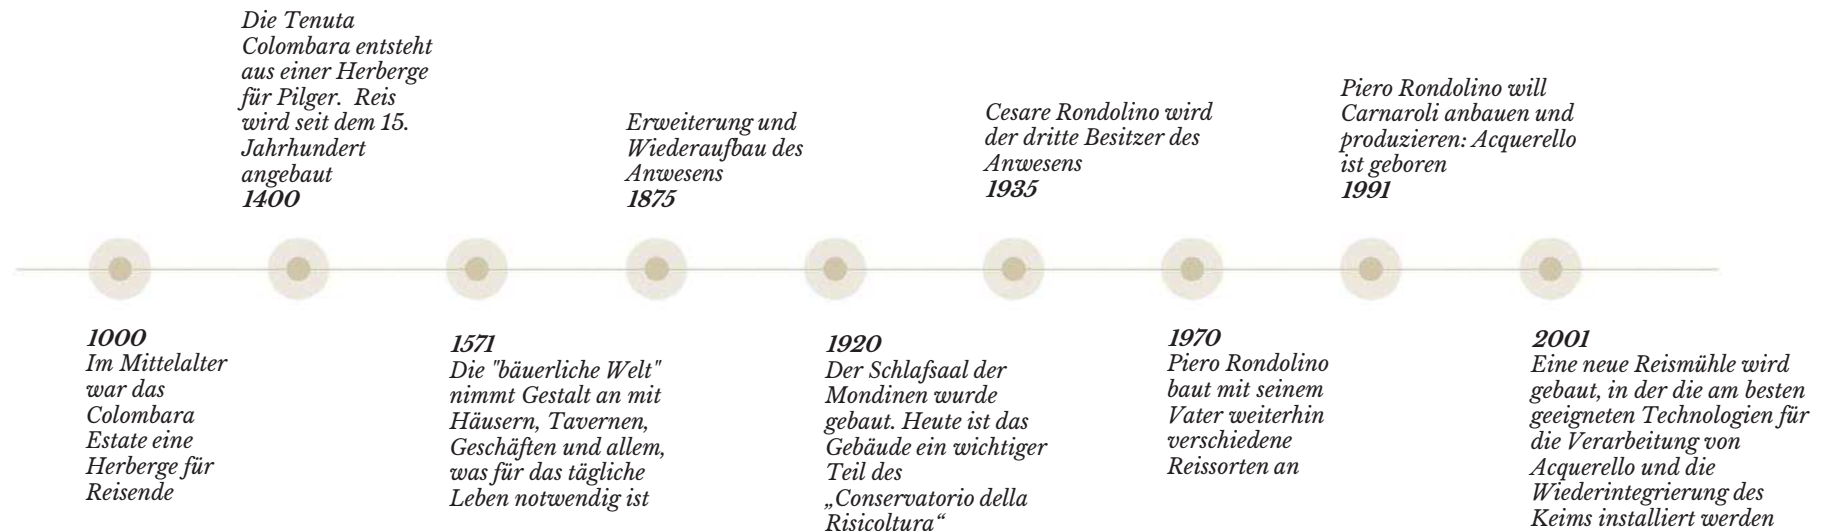 Die Tenuta
Colombara entsteht
aus einer Herberge
für Pilger.  Reis
wird seit dem 15.
Jahrhundert
angebaut
1400
Erweiterung und
Wiederaufbau des
Anwesens
1875
Cesare Rondolino wird
der dritte Besitzer des
Anwesens
1935
Piero Rondolino will
Carnaroli anbauen und
produzieren: Acquerello
ist geboren
1991
1000
Im Mittelalter
war das
Colombara
Estate eine
Herberge für
Reisende
1571
Die "bäuerliche Welt"
nimmt Gestalt an mit
Häusern, Tavernen,
Geschäften und allem,
was für das tägliche
Leben notwendig ist
1920
Der Schlafsaal der
Mondinen wurde
gebaut. Heute ist das
Gebäude ein wichtiger
Teil des
„Conservatorio della
Risicoltura“
1970
Piero Rondolino
baut mit seinem
Vater weiterhin
verschiedene
Reissorten an
2001
Eine neue Reismühle wird
gebaut, in der die am besten
geeigneten Technologien für
die Verarbeitung von
Acquerello und die
Wiederintegrierung des
Keims installiert werden